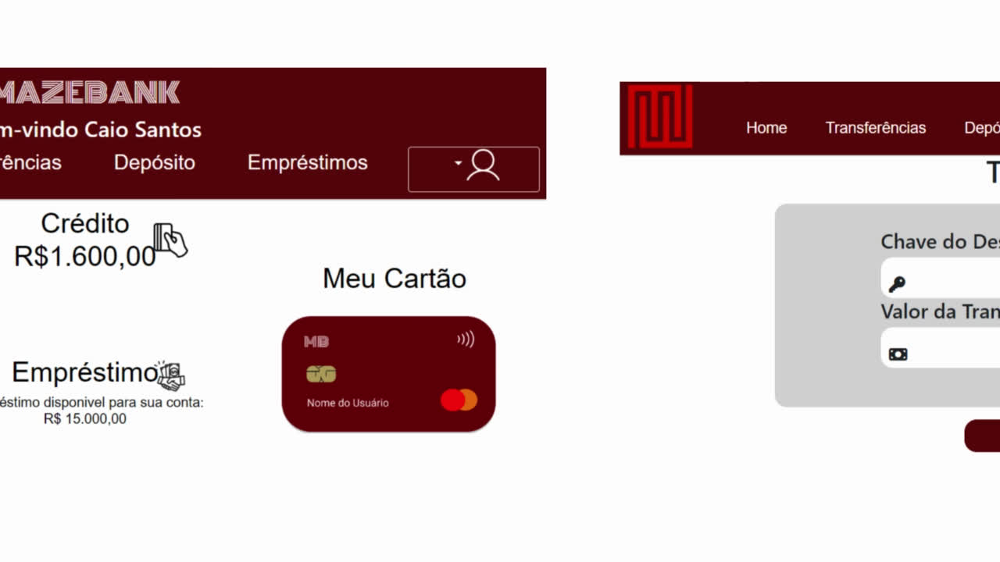 MAZEBANK
m-vindo Caio Santos
rências Depósito Empréstimos
Crédito
R$1.600,00
Meu Cartão
MB
Nome do Usuário
Empréstimo
éstimo disponivel para sua conta:
R$ 15.000,00
Home Transferências Depó
T
Chave do Des
Valor da Tran